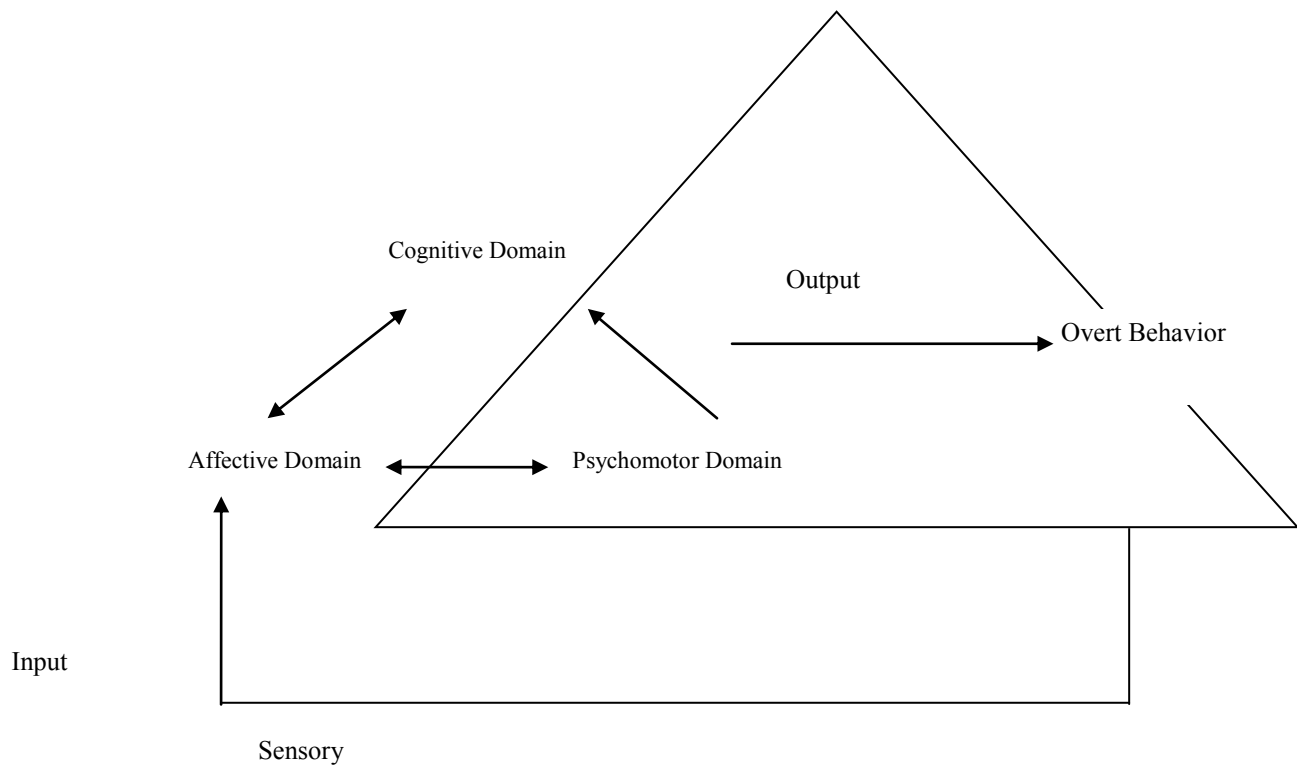 Cognitive Domain
Output
Overt Behavior
Affective Domain
Psychomotor Domain
Input
Sensory